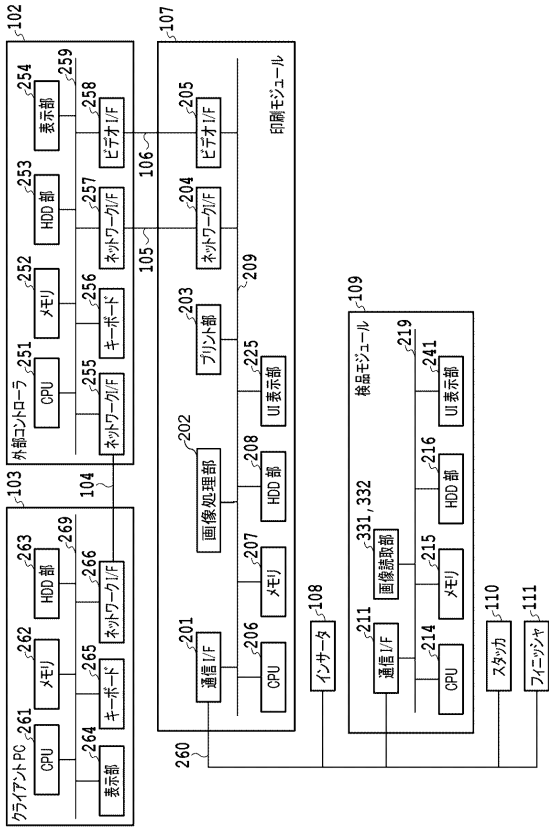 103
クライアントPC
261
CPU
262
メモリ
263
HDD部
269
264
表示部
265
キーボード
266
ネットワークI/F
104
102
外部コントローラ
251
CPU
252
メモリ
253
HDD部
254
表示部
259
255
ネットワークI/F
256
キーボード
257
ネットワークI/F
258
ビデオI/F
105
106
107
印刷モジュール
201
通信I/F
202
画像処理部
203
プリント部
204
ネットワークI/F
205
ビデオI/F
209
206
CPU
207
メモリ
208
HDD部
225
UI表示部
260
108
インサータ
109
検品モジュール
211
通信I/F
331,332
画像読取部
219
214
CPU
215
メモリ
216
HDD部
241
UI表示部
110
スタッカ
111
フィニッシャ